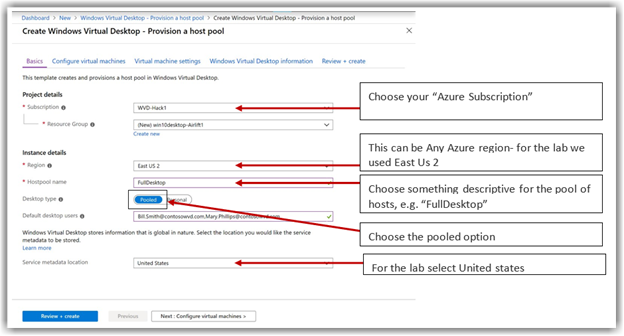 Dashboard > New > Windows Virtual Desktop - Provision a host pool > Create Windows Virtual Desktop - Provision a host pool
Create Windows Virtual Desktop - Provision a host pool
Basics Configure virtual machines Virtual machine settings Windows Virtual Desktop information Review + create
This template creates and provisions a host pool in Windows Virtual Desktop.
Project details
* Subscription WVD-Hack1
Choose your “Azure Subscription”
* Resource Group (New) win10desktop-Airlift1
Create new
Instance details
* Region East US 2
This can be Any Azure region- for the lab we
used East Us 2
* Hostpool name FullDesktop
Choose something descriptive for the pool of
hosts, e.g. “FullDesktop”
Desktop type Pooled
Default desktop users Bill.Smith@contosowvd.com,Mary.Phillips@contosowvd.com
Choose the pooled option
Windows Virtual Desktop stores information that is global in nature. Select the location you would like the service
metadata to be stored.
Learn more
Service metadata location United States
For the lab select United states
Review + create Previous Next : Configure virtual machines >